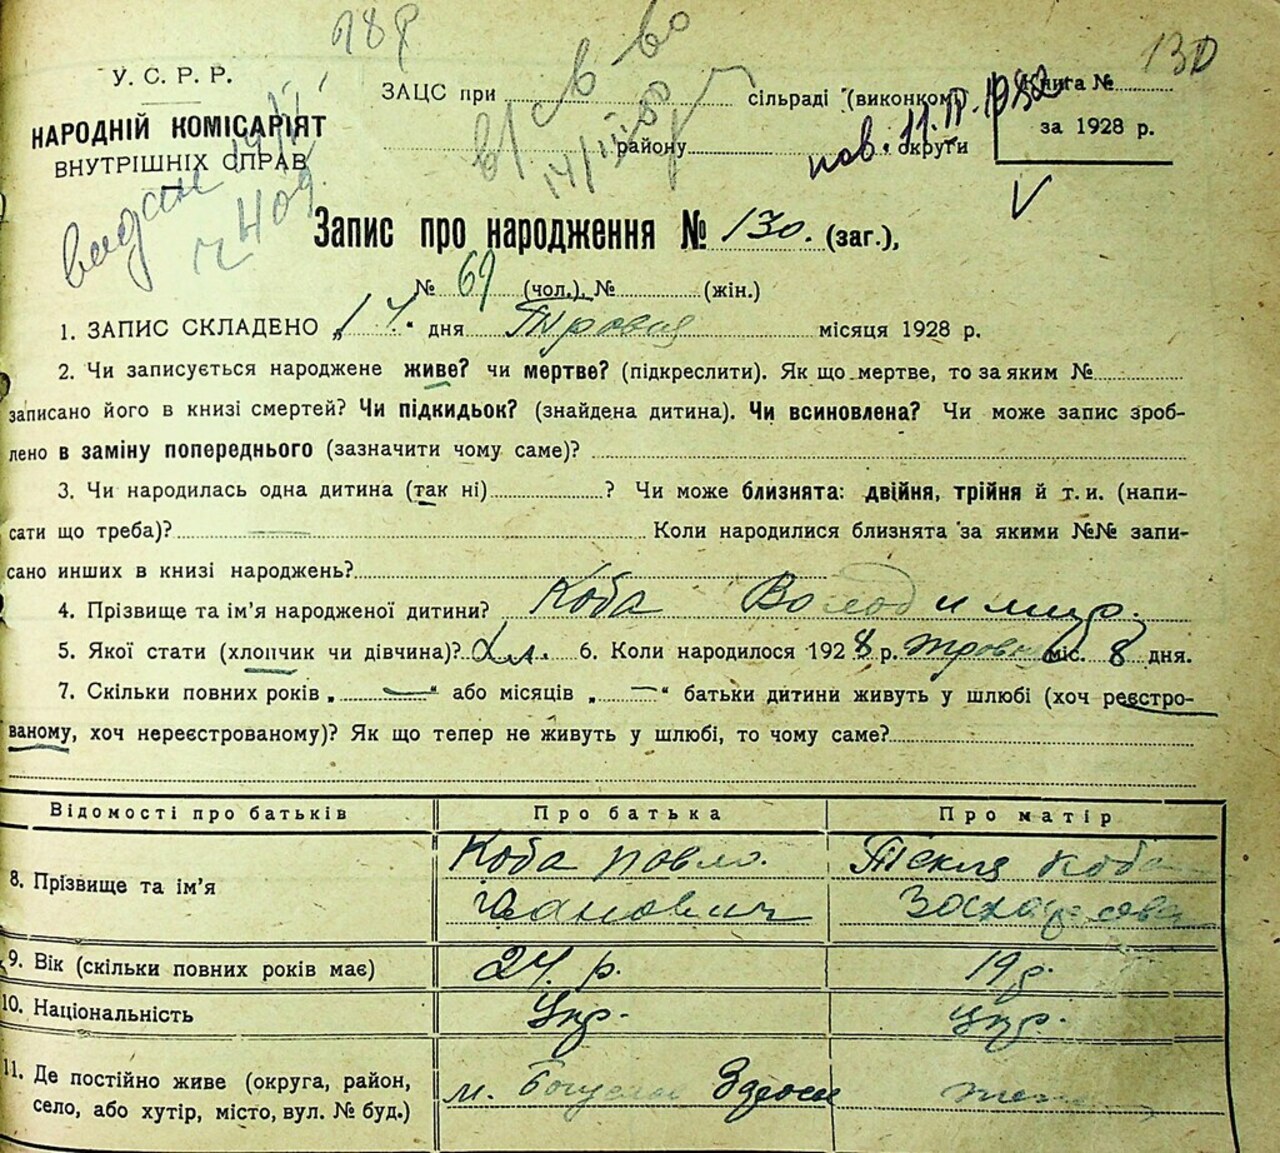 188
130
У. С. Р. Р.
НАРОДНІЙ КОМІСАРІЯТ
ВНУТРІШНІХ СПРАВ
ЗАЦС при сільраді (виконкомі)
району округи
Книга №
за 1928 р.
Запис про народження № 130. (заг.),
№ 69 (чол.), № (жін.)
1. ЗАПИС СКЛАДЕНО „14“ дня Травня місяця 1928 р.
2. Чи записується народжене живе? чи мертве? (підкреслити). Як що мертве, то за яким №
записано його в книзі смертей? Чи підкидьок? (знайдена дитина). Чи всиновлена? Чи може запис зроб-
лено в заміну попереднього (зазначити чому саме)?
3. Чи народилась одна дитина (так ні) ? Чи може близнята: двійня, трійня й т. и. (напи-
сати що треба)? — Коли народилися близнята за якими №№ запи-
сано инших в книзі народжень?
4. Прізвище та ім’я народженої дитини? Коба Володимир.
5. Якої стати (хлопчик чи дівчина)? 6. Коли народилося 1928 р. травня міс. 8 дня.
7. Скільки повних років „—“ або місяців „—“ батьки дитини живуть у шлюбі (хоч реєстро-
ваному, хоч нереєстрованому)? Як що тепер не живуть у шлюбі, то чому саме?
Відомості про батьків Про батька Про матір
8. Прізвище та ім’я Коба Павло Текля Коба
Іванович
9. Вік (скільки повних років має) 24 р. 19 р.
10. Національність Укр. Укр.
11. Де постійно живе (округа, район,
село, або хутір, місто, вул. № буд.) м. Богуслав